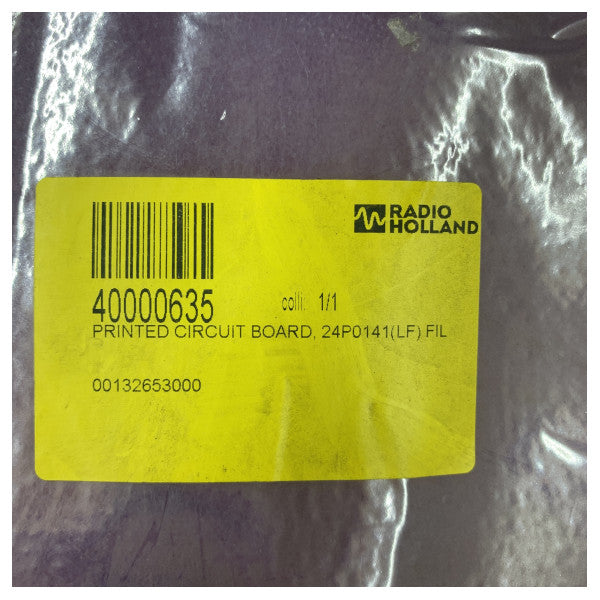 RADIO
HOLLAND
40000635 colli: 1/1
PRINTED CIRCUIT BOARD, 24P0141(LF) FIL
00132653000